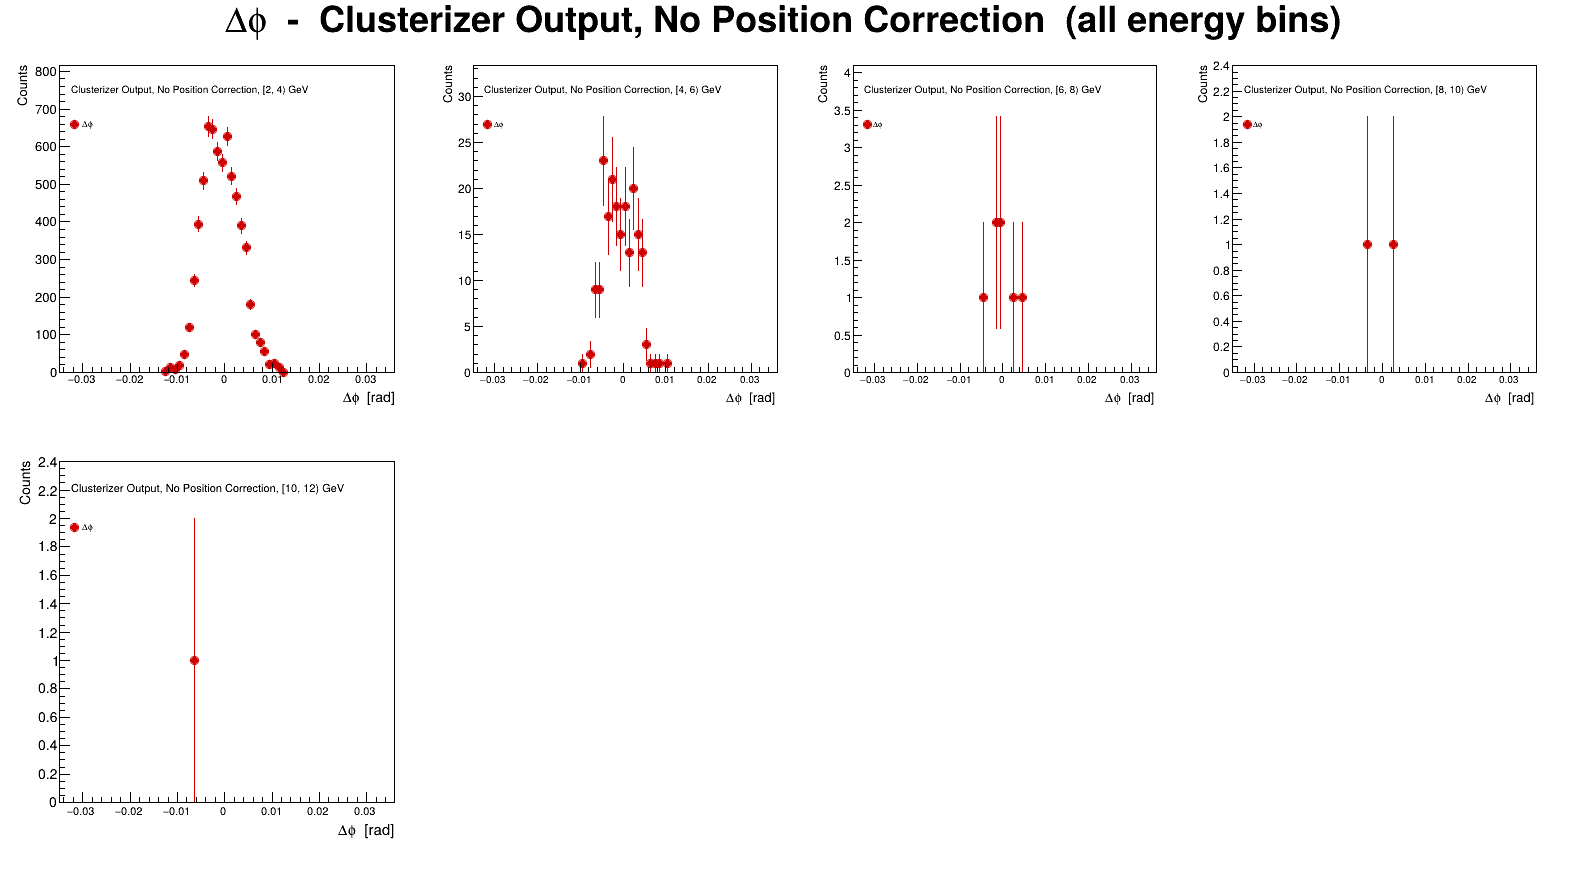 Δϕ - Clusterizer Output, No Position Correction (all energy bins)
Counts
800
700
600
500
400
300
200
100
0
Clusterizer Output, No Position Correction, [2, 4) GeV
Δϕ
−0.03 −0.02 −0.01 0 0.01 0.02 0.03
Δϕ [rad]
Counts
30
25
20
15
10
5
0
Clusterizer Output, No Position Correction, [4, 6) GeV
Δϕ
−0.03 −0.02 −0.01 0 0.01 0.02 0.03
Δϕ [rad]
Counts
4
3.5
3
2.5
2
1.5
1
0.5
0
Clusterizer Output, No Position Correction, [6, 8) GeV
Δϕ
−0.03 −0.02 −0.01 0 0.01 0.02 0.03
Δϕ [rad]
Counts
2.4
2.2
2
1.8
1.6
1.4
1.2
1
0.8
0.6
0.4
0.2
0
Clusterizer Output, No Position Correction, [8, 10) GeV
Δϕ
−0.03 −0.02 −0.01 0 0.01 0.02 0.03
Δϕ [rad]
Counts
2.4
2.2
2
1.8
1.6
1.4
1.2
1
0.8
0.6
0.4
0.2
0
Clusterizer Output, No Position Correction, [10, 12) GeV
Δϕ
−0.03 −0.02 −0.01 0 0.01 0.02 0.03
Δϕ [rad]